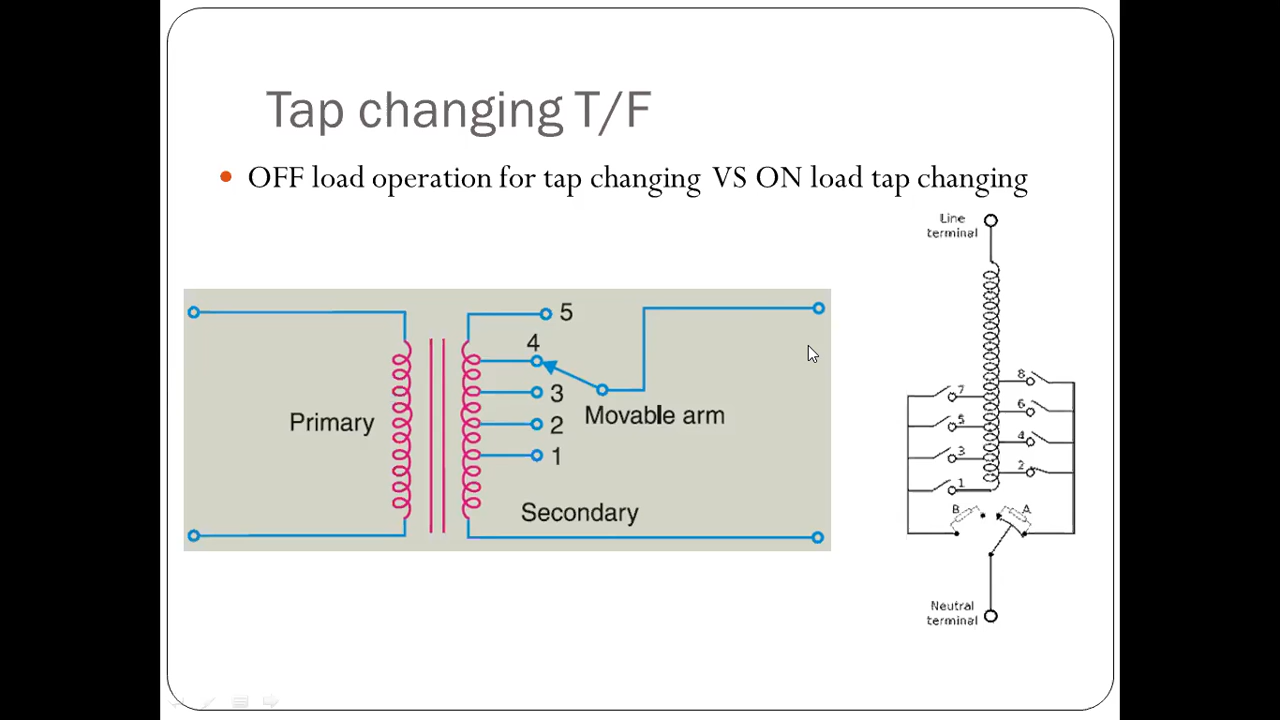 Tap changing T/F
OFF load operation for tap changing VS ON load tap changing
5
4
3
2
1
Primary
Movable arm
Secondary
Line
terminal
8
7
6
5
4
3
2
1
B
A
Neutral
terminal